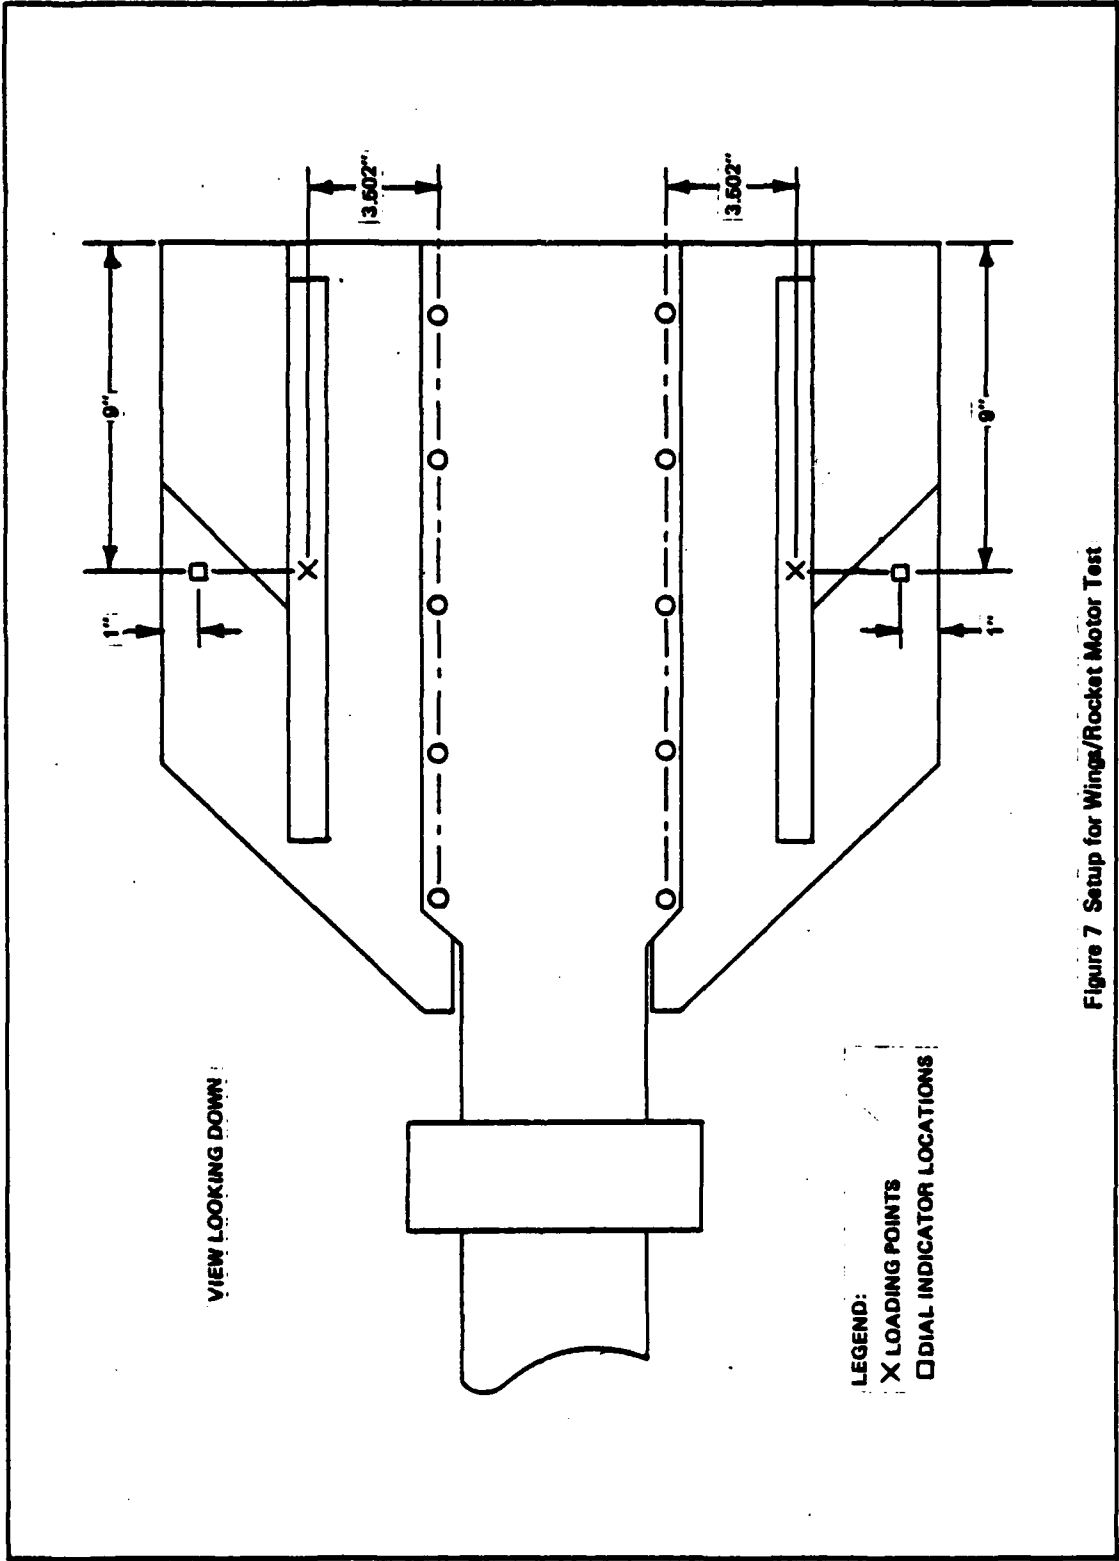 VIEW LOOKING DOWN
1"
9"
3.502"
1"
9"
3.502"
LEGEND:
X LOADING POINTS
□ DIAL INDICATOR LOCATIONS
Figure 7 Setup for Wings/Rocket Motor Test